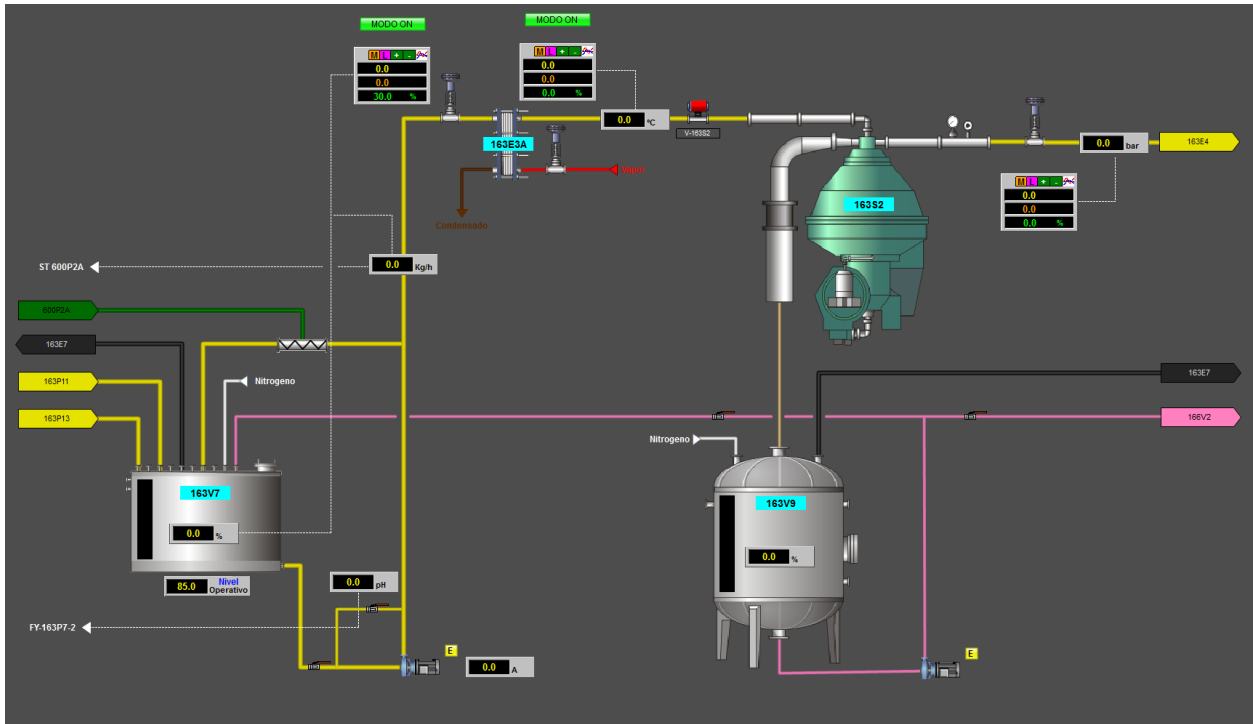 MODO ON
MODO ON
M L + -
0.0
0.0
30.0 %
M L + -
0.0
0.0
0.0 %
0.0 ºC
V-163S2
163E3A
Vapor
Condensado
0.0 bar
163E4
M L + -
0.0
0.0
0.0 %
163S2
ST 600P2A
0.0 Kg/h
600P2A
163E7
163P11
Nitrogeno
163P13
163E7
166V2
Nitrogeno
163V7
0.0 %
163V9
0.0 %
85.0 Nivel
Operativo
0.0 pH
FY-163P7-2
E
0.0 A
E